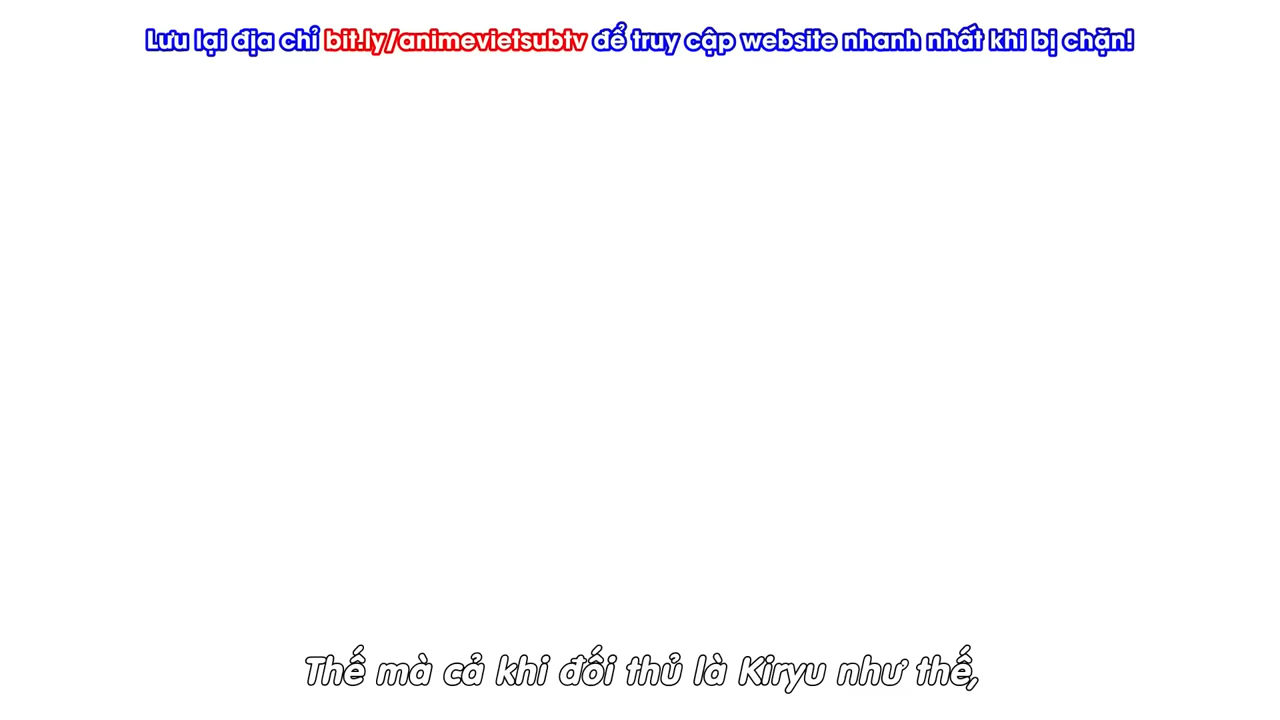 Lưu lại địa chỉ bit.ly/animevietsubtv để truy cập website nhanh nhất khi bị chặn!
Thế mà cả khi đối thủ là Kiryu như thế,